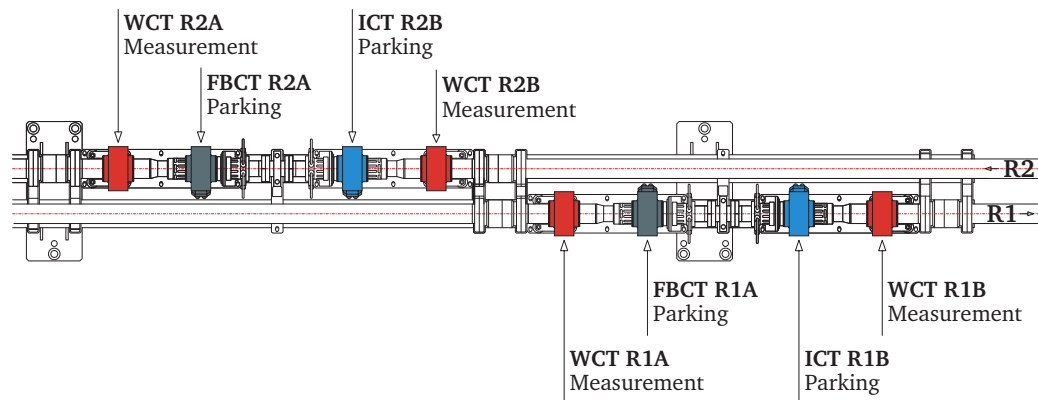 WCT R2A
Measurement
ICT R2B
Parking
FBCT R2A
Parking
WCT R2B
Measurement
R2
R1
FBCT R1A
Parking
WCT R1B
Measurement
WCT R1A
Measurement
ICT R1B
Parking